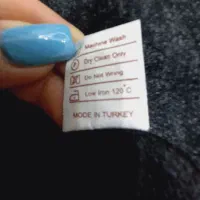 Machine Wash
Dry Clean Only
Do Not Wring
Low Iron 120°C
MADE IN TURKEY